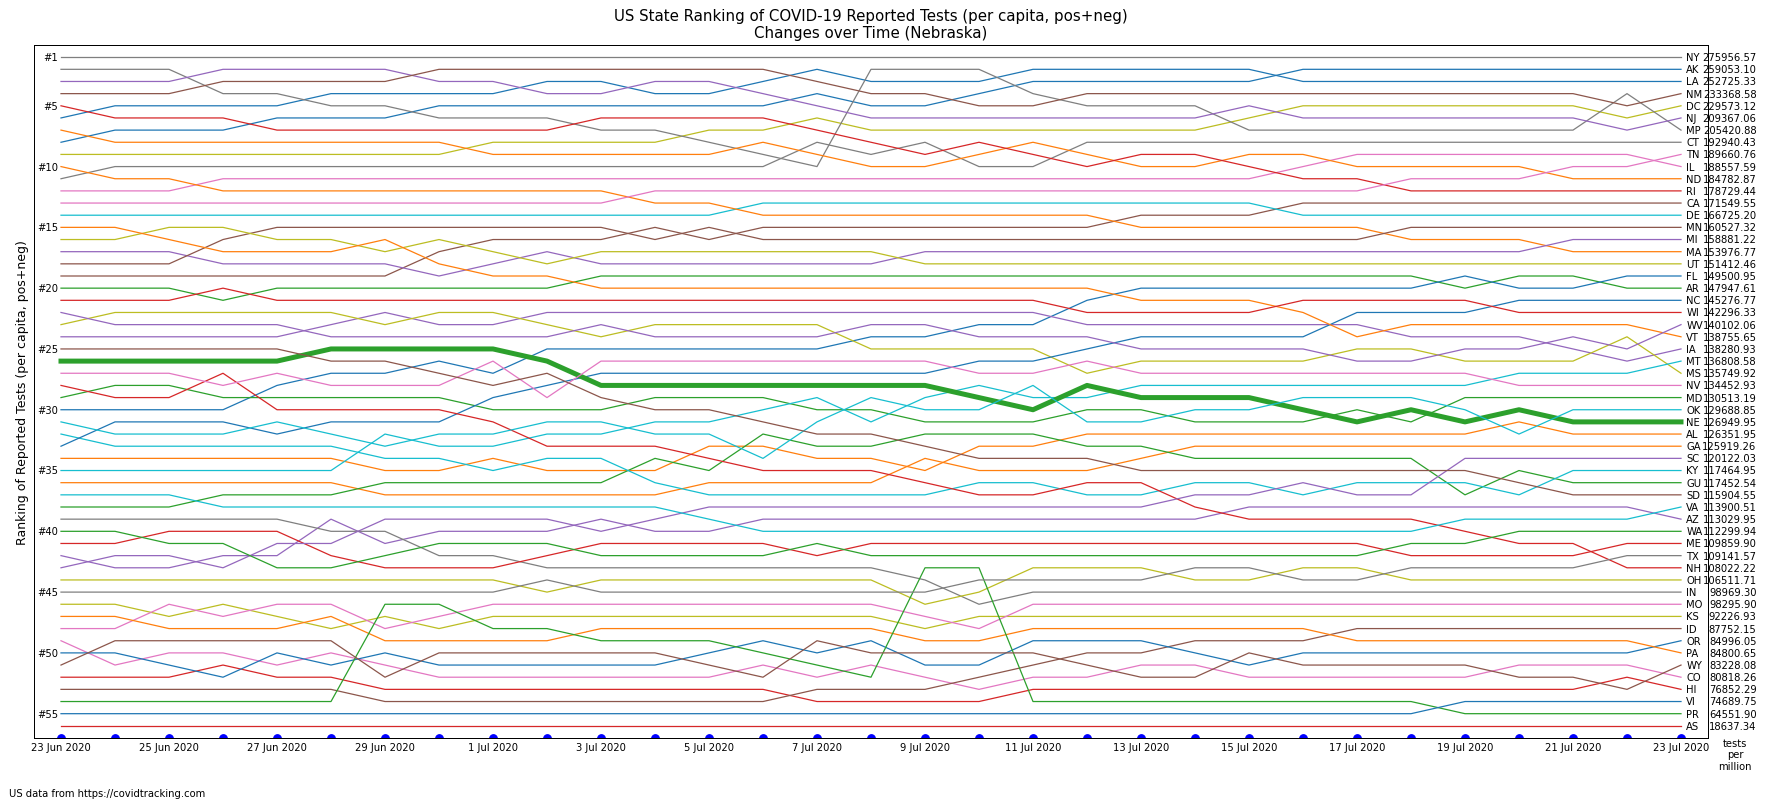 US State Ranking of COVID-19 Reported Tests (per capita, pos+neg)
Changes over Time (Nebraska)
Ranking of Reported Tests (per capita, pos+neg)
#1
#5
#10
#15
#20
#25
#30
#35
#40
#45
#50
#55
NY 275956.57
AK 259053.10
LA 252725.33
NM 233368.58
DC 229573.12
NJ 209367.06
MP 205420.88
CT 192940.43
TN 189660.76
IL 188557.59
ND 184782.87
RI 178729.44
CA 171549.55
DE 166725.20
MN 160527.32
MI 158881.22
MA 153976.77
UT 151412.46
FL 149500.95
AR 147947.61
NC 145276.77
WI 142296.33
WV 140102.06
VT 138755.65
IA 138280.93
MT 136808.58
MS 135749.92
NV 134452.93
MD 130513.19
OK 129688.85
NE 126949.95
AL 126351.95
GA 125919.26
SC 120122.03
KY 117464.95
GU 117452.54
SD 115904.55
VA 113900.51
AZ 113029.95
WA 112299.94
ME 109859.90
TX 109141.57
NH 108022.22
OH 106511.71
IN 98969.30
MO 98295.90
KS 92226.93
ID 87752.15
OR 84996.05
PA 84800.65
WY 83228.08
CO 80818.26
HI 76852.29
VI 74689.75
PR 64551.90
AS 18637.34
23 Jun 2020 25 Jun 2020 27 Jun 2020 29 Jun 2020 1 Jul 2020 3 Jul 2020 5 Jul 2020 7 Jul 2020 9 Jul 2020 11 Jul 2020 13 Jul 2020 15 Jul 2020 17 Jul 2020 19 Jul 2020 21 Jul 2020 23 Jul 2020
tests
per
million
US data from https://covidtracking.com